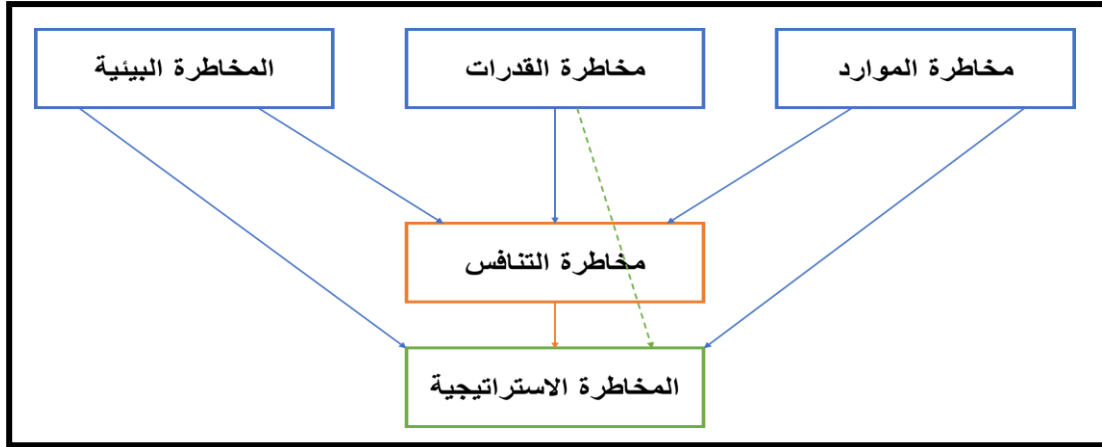 مخاطرة الموارد
مخاطرة القدرات
المخاطرة البيئية
مخاطرة التنافس
المخاطرة الاستراتيجية